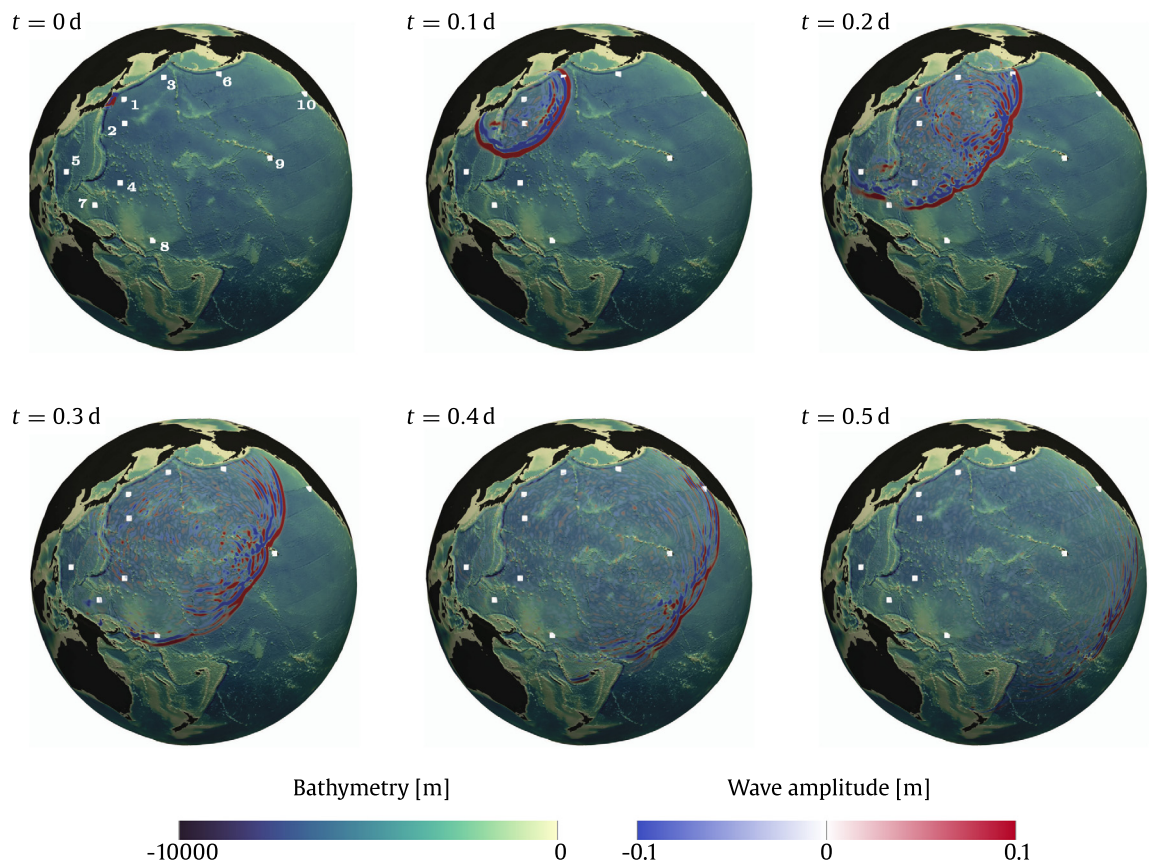 t = 0 d
t = 0.1 d
t = 0.2 d
3
6
1
10
2
5
9
4
7
8
t = 0.3 d
t = 0.4 d
t = 0.5 d
Bathymetry [m]
Wave amplitude [m]
-10000
0
-0.1
0
0.1